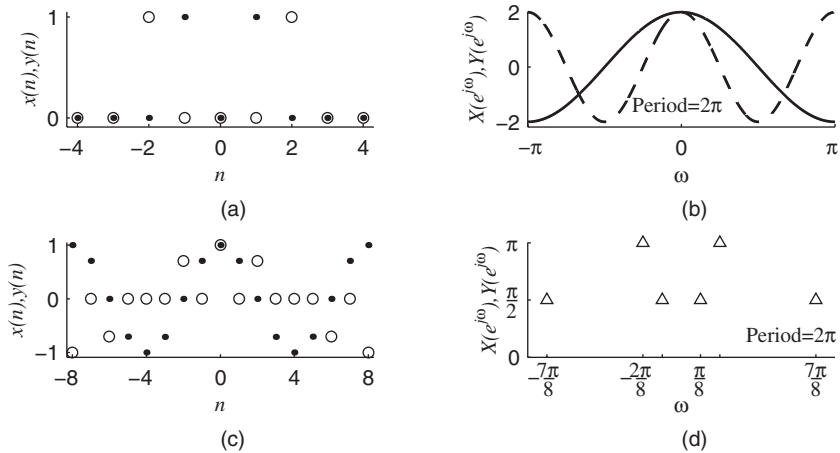 x(n),y(n)
1
0
−4 −2 0 2 4
n
(a)
X(e^{jω}),Y(e^{jω})
2
0
−2
Period=2π
−π 0 π
ω
(b)
x(n),y(n)
1
0
−1
−8 −4 0 4 8
n
(c)
X(e^{jω}),Y(e^{jω})
π
π/2
0
Period=2π
−7π/8 −2π/8 π/8 7π/8
ω
(d)